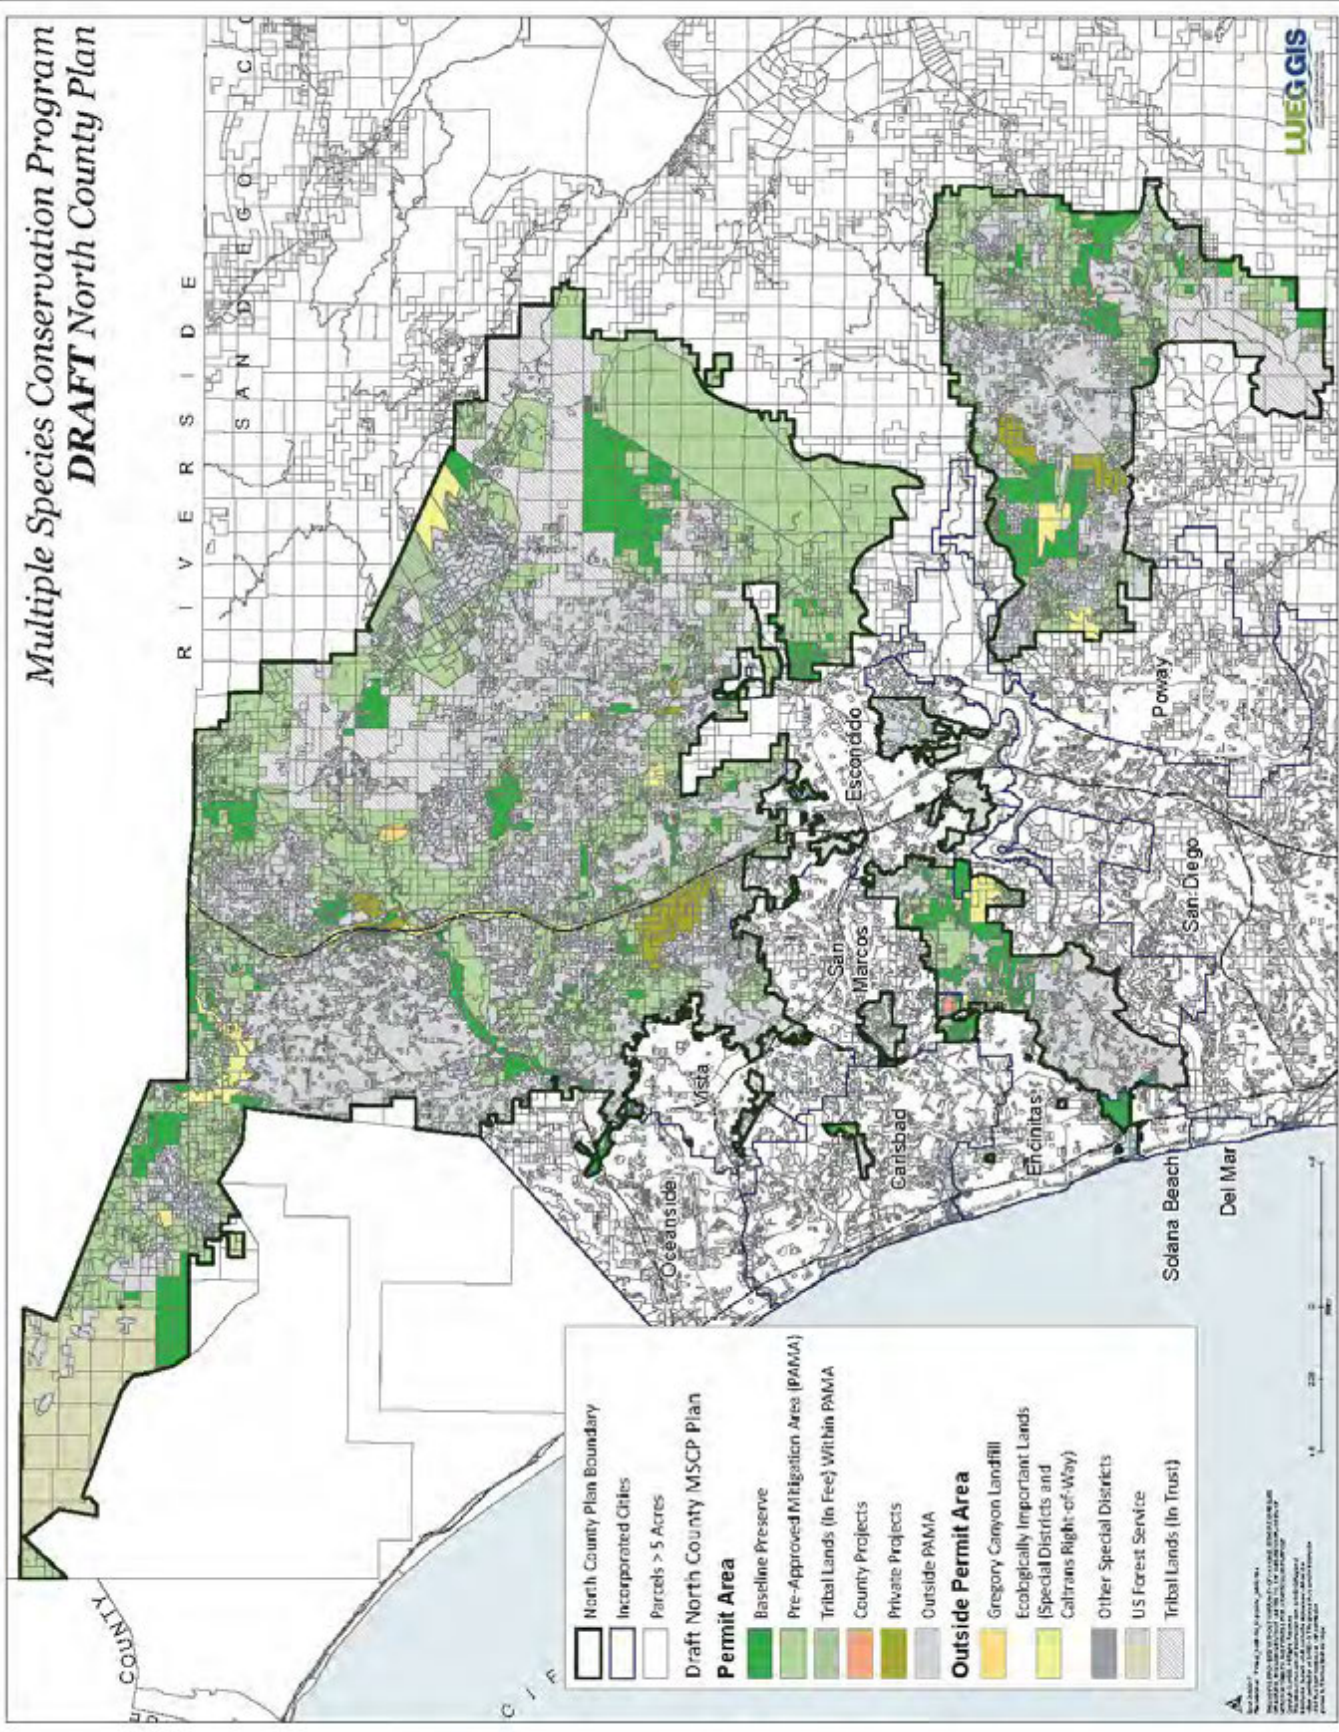 Multiple Species Conservation Program
DRAFT North County Plan
R I V E R S I D E
S A N D I E G O C
COUNTY
C I F
Oceanside
Vista
Carlsbad
San
Marcos
Escondido
Encinitas
Solana Beach
Del Mar
San Diego
Poway
North County Plan Boundary
Incorporated Cities
Parcels > 5 Acres
Draft North County MSCP Plan
Permit Area
Baseline Preserve
Pre-Approved Mitigation Area (PAMA)
Tribal Lands (In Fee) Within PAMA
County Projects
Private Projects
Outside PAMA
Outside Permit Area
Gregory Canyon Landfill
Ecologically Important Lands
(Special Districts and
Caltrans Right-of-Way)
Other Special Districts
US Forest Service
Tribal Lands (In Trust)
LUEGGIS